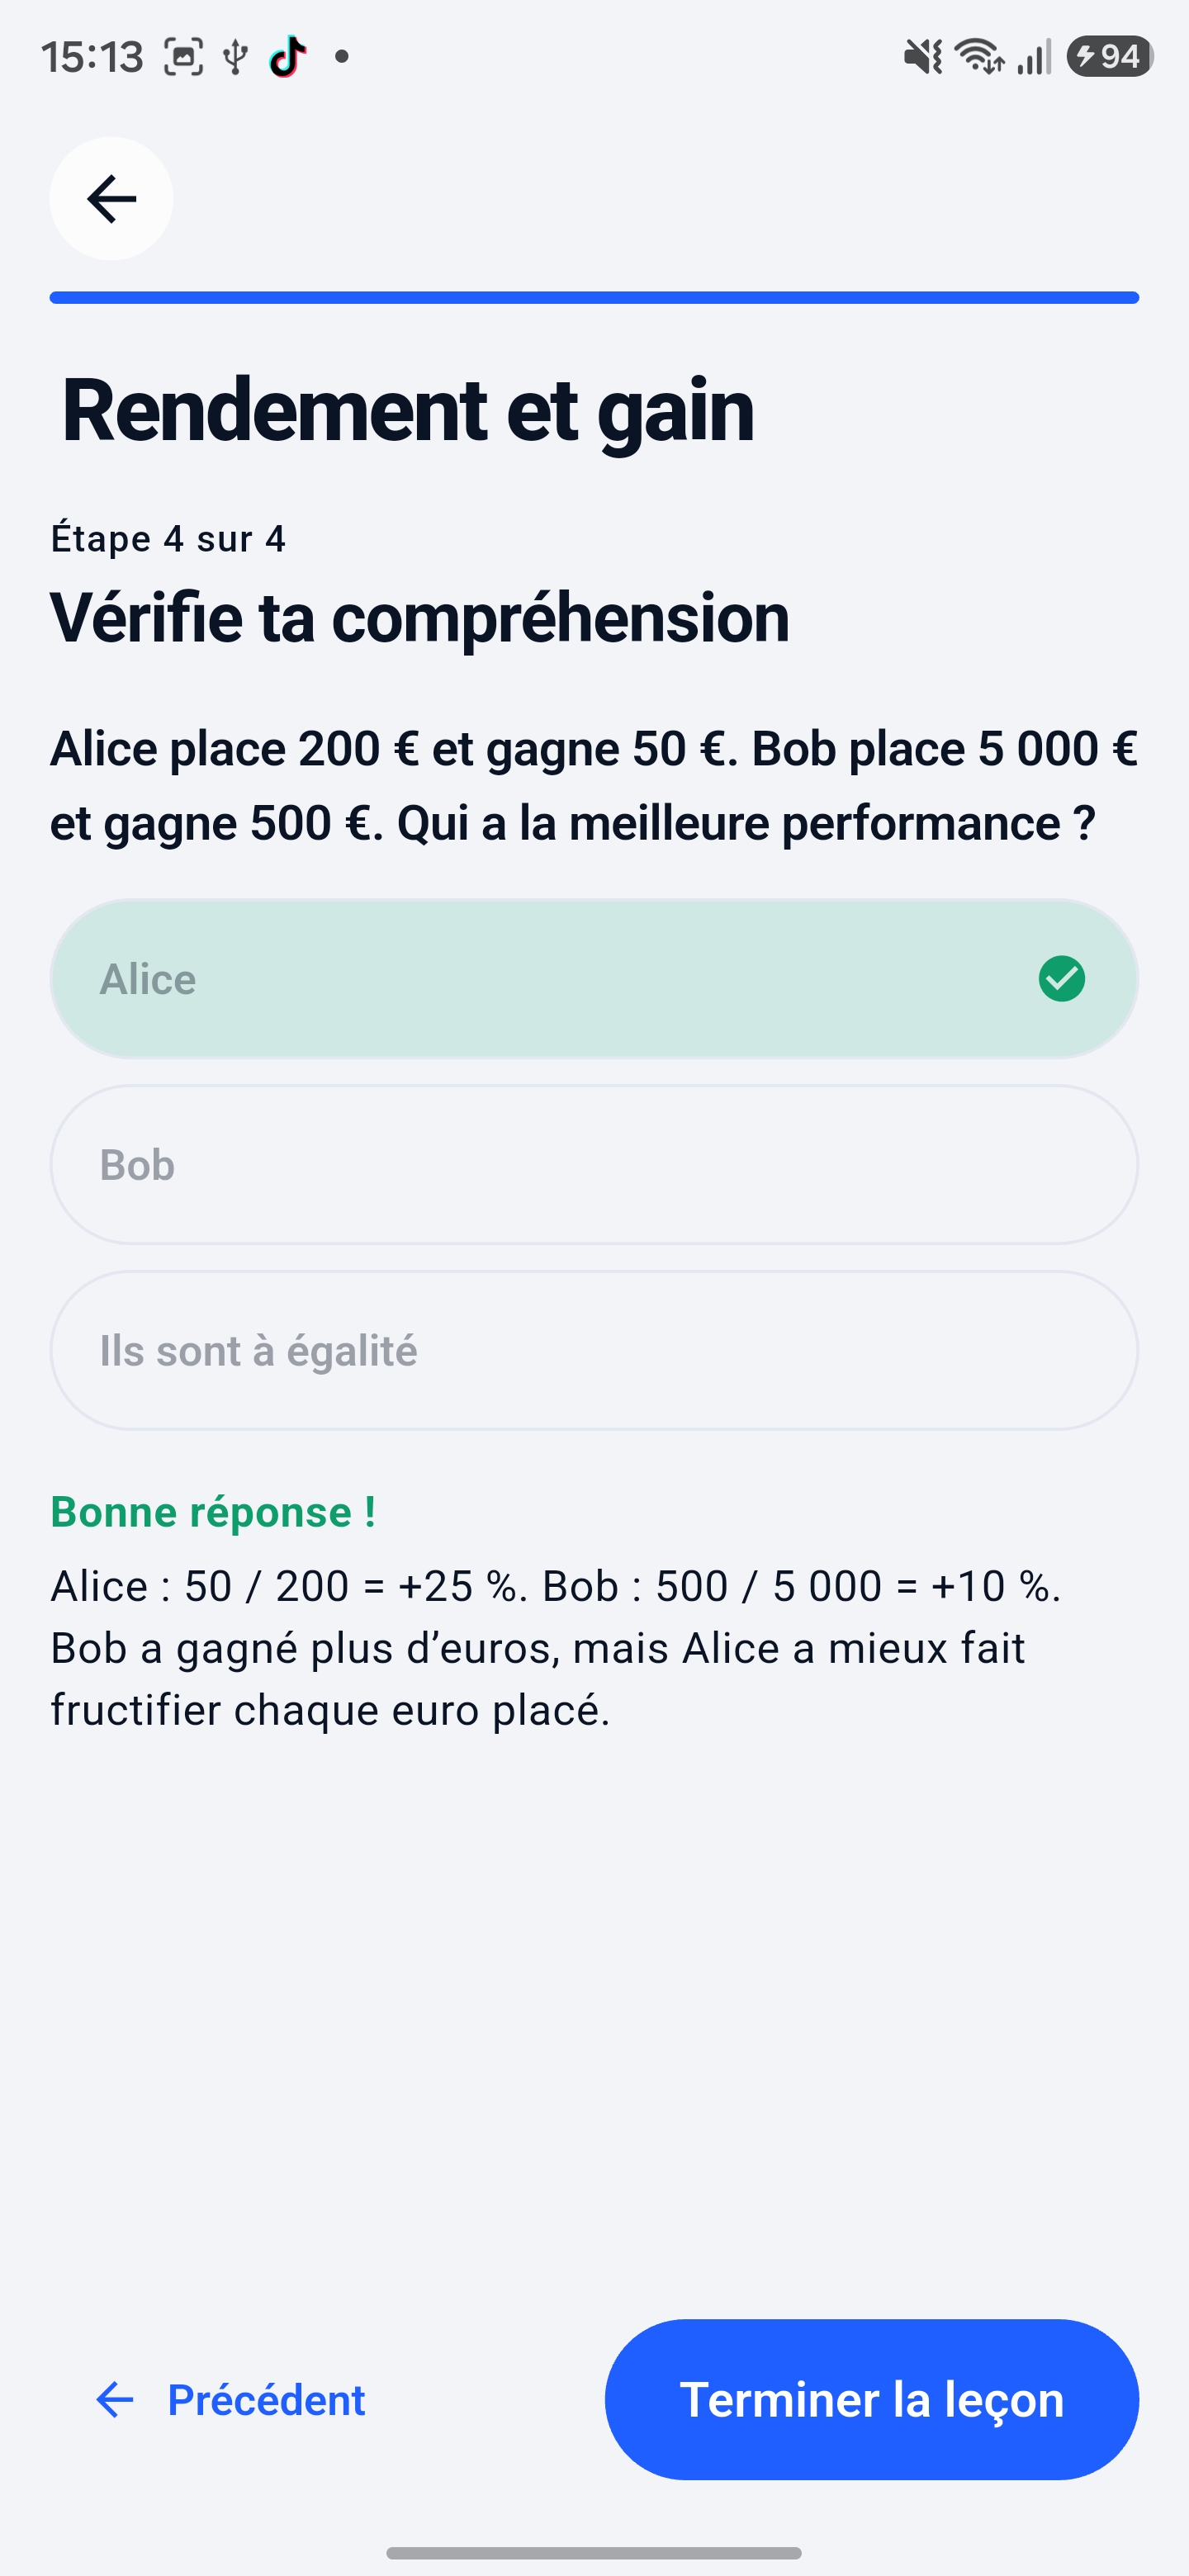 15:13
94
Rendement et gain
Étape 4 sur 4
Vérifie ta compréhension
Alice place 200 € et gagne 50 €. Bob place 5 000 €
et gagne 500 €. Qui a la meilleure performance ?
Alice
Bob
Ils sont à égalité
Bonne réponse !
Alice : 50 / 200 = +25 %. Bob : 500 / 5 000 = +10 %.
Bob a gagné plus d’euros, mais Alice a mieux fait
fructifier chaque euro placé.
Précédent
Terminer la leçon